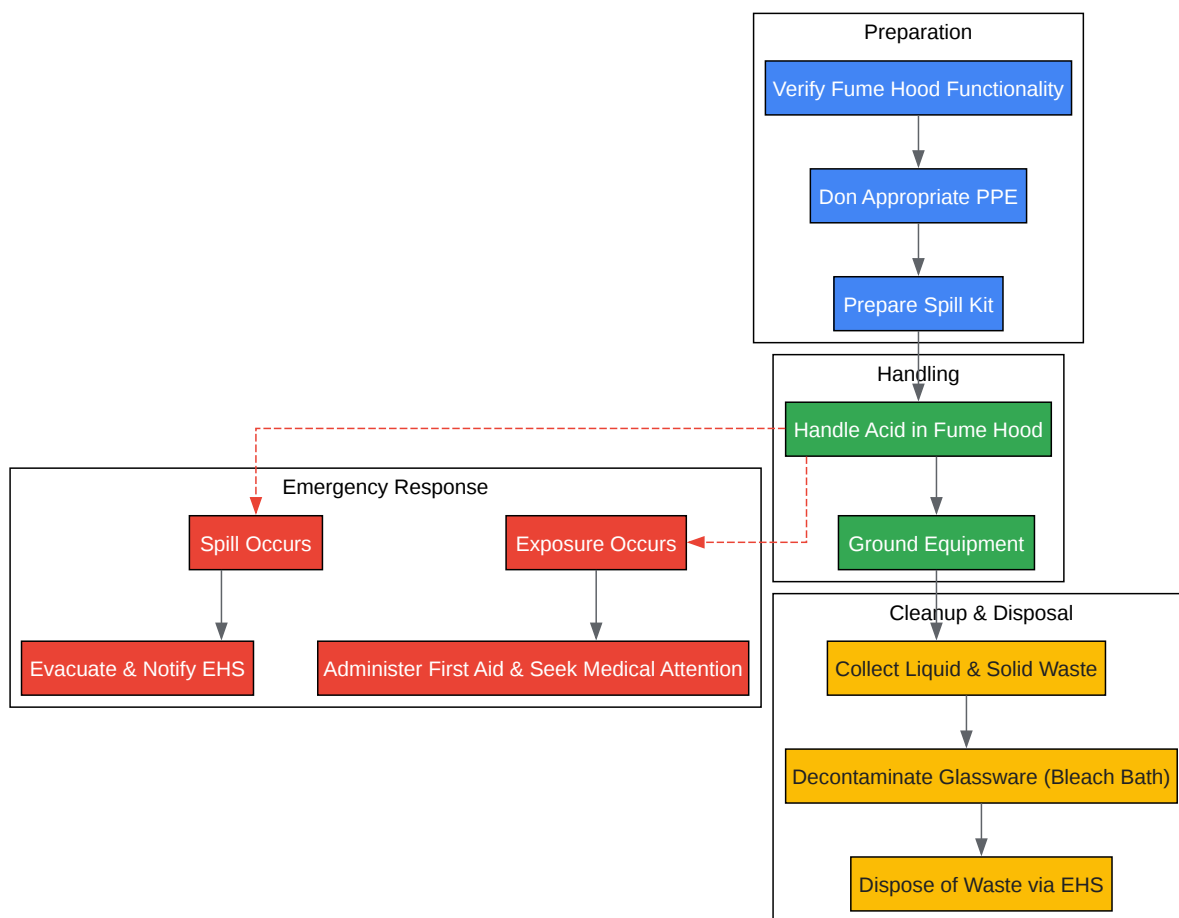 Preparation
Verify Fume Hood Functionality
Don Appropriate PPE
Prepare Spill Kit
Handling
Handle Acid in Fume Hood
Ground Equipment
Emergency Response
Spill Occurs
Exposure Occurs
Evacuate & Notify EHS
Administer First Aid & Seek Medical Attention
Cleanup & Disposal
Collect Liquid & Solid Waste
Decontaminate Glassware (Bleach Bath)
Dispose of Waste via EHS